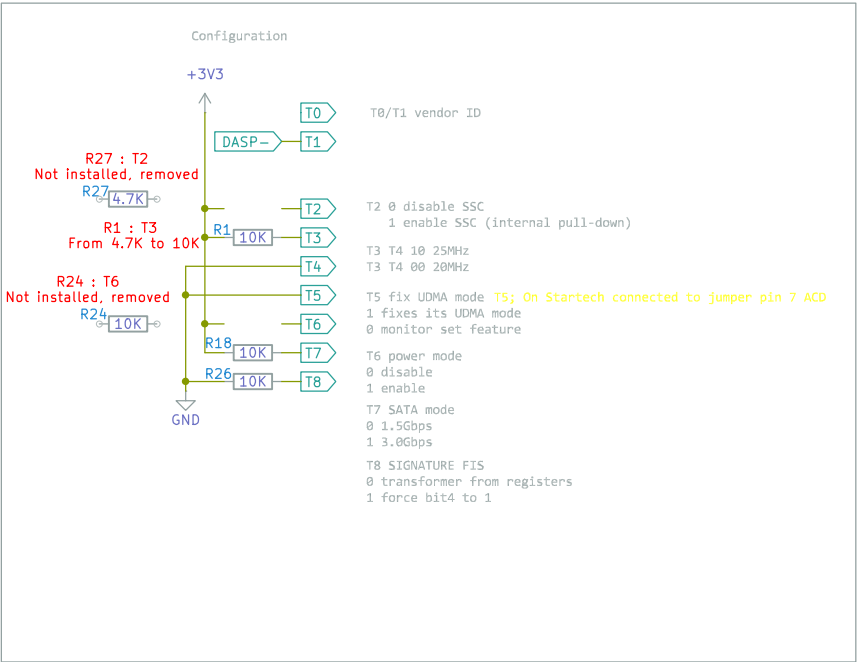 Configuration
+3V3
T0
T0/T1 vendor ID
DASP-
T1
R27 : T2
Not installed, removed
R27
4.7K
T2
T2 0 disable SSC
1 enable SSC (internal pull-down)
R1 : T3
From 4.7K to 10K
R1
10K
T3
T3 T4 10 25MHz
T3 T4 00 20MHz
T4
R24 : T6
Not installed, removed
R24
10K
T5
T5 fix UDMA mode T5; On Startech connected to jumper pin 7 ACD
1 fixes its UDMA mode
0 monitor set feature
T6
R18
10K
T7
T6 power mode
0 disable
1 enable
R26
10K
T8
GND
T7 SATA mode
0 1.5Gbps
1 3.0Gbps
T8 SIGNATURE FIS
0 transformer from registers
1 force bit4 to 1